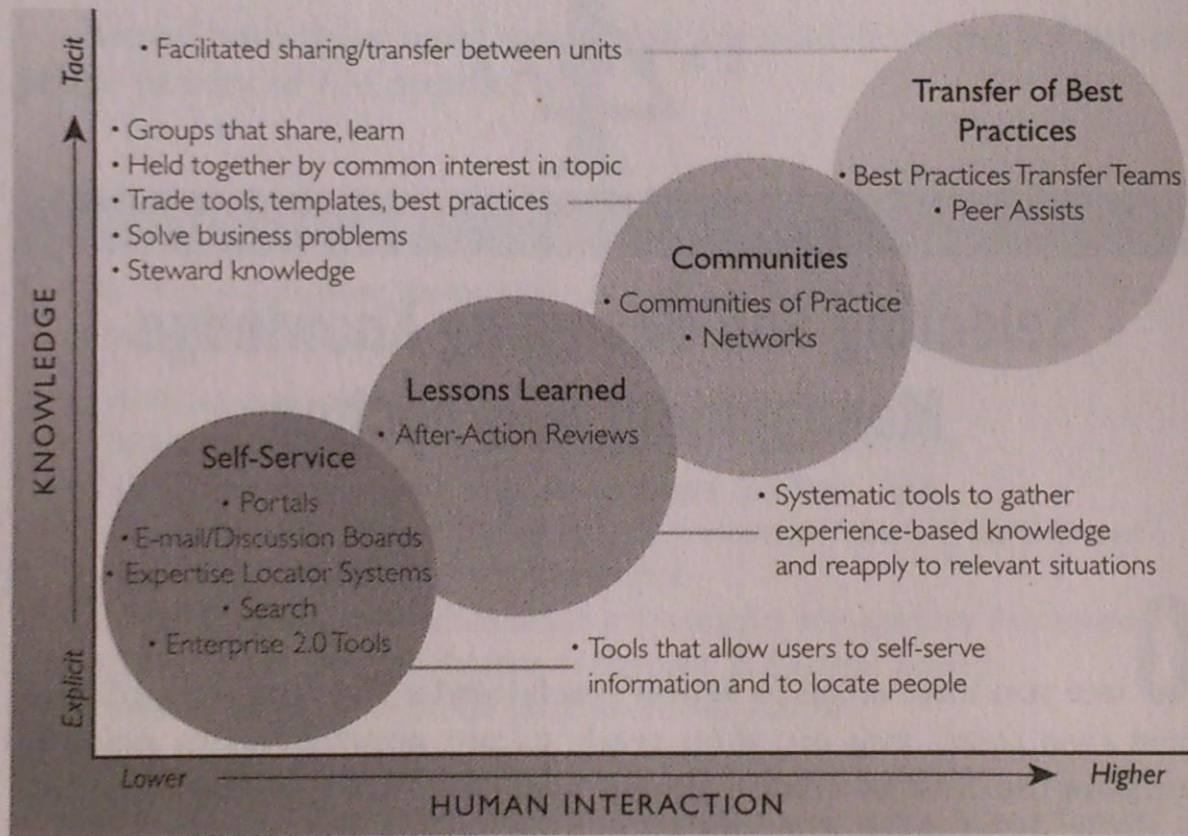 Tacit
• Facilitated sharing/transfer between units
• Groups that share, learn
• Held together by common interest in topic
• Trade tools, templates, best practices
• Solve business problems
• Steward knowledge
Transfer of Best
Practices
• Best Practices Transfer Teams
• Peer Assists
Communities
• Communities of Practice
• Networks
Lessons Learned
• After-Action Reviews
Self-Service
• Portals
• E-mail/Discussion Boards
• Expertise Locator Systems
• Search
• Enterprise 2.0 Tools
• Systematic tools to gather
experience-based knowledge
and reapply to relevant situations
• Tools that allow users to self-serve
information and to locate people
KNOWLEDGE
Explicit
Lower
Higher
HUMAN INTERACTION